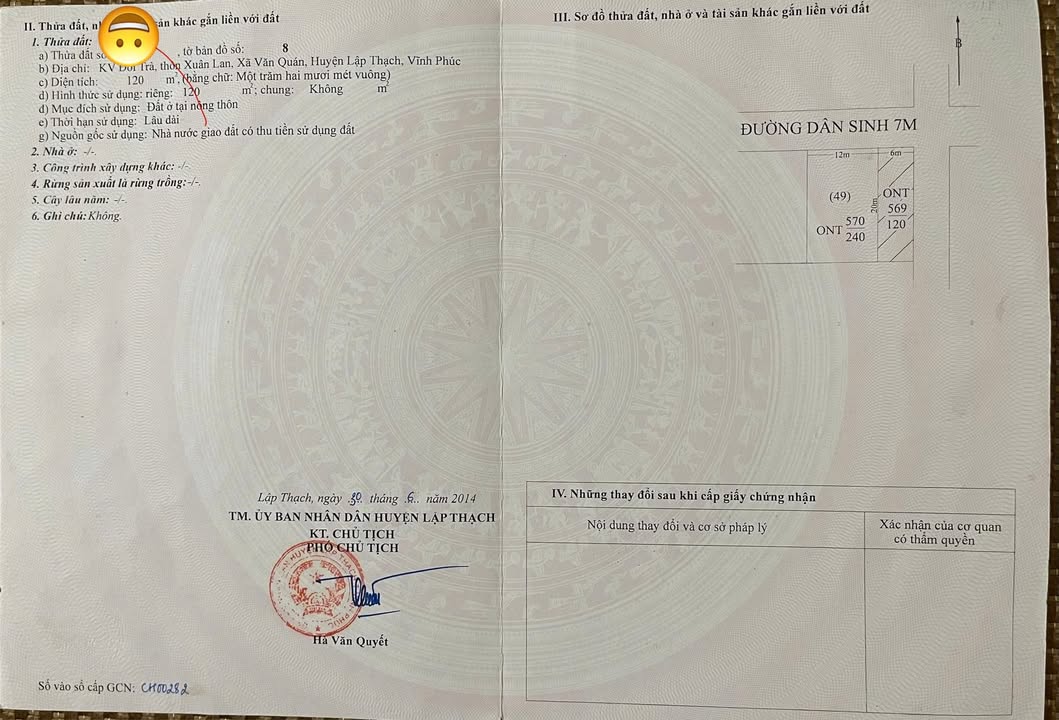 II. Thửa đất, n ản khác gắn liền với đất
1. Thửa đất:
a) Thửa đất số , tờ bản đồ số: 8
b) Địa chỉ: KV Đồi Trà, thôn Xuân Lan, Xã Văn Quán, Huyện Lập Thạch, Vĩnh Phúc
c) Diện tích: 120 m², (bằng chữ: Một trăm hai mươi mét vuông)
d) Hình thức sử dụng: riêng: 120 m²; chung: Không m²
đ) Mục đích sử dụng: Đất ở tại nông thôn
e) Thời hạn sử dụng: Lâu dài
g) Nguồn gốc sử dụng: Nhà nước giao đất có thu tiền sử dụng đất
2. Nhà ở: -/-.
3. Công trình xây dựng khác: -/-.
4. Rừng sản xuất là rừng trồng:-/-.
5. Cây lâu năm: -/-.
6. Ghi chú: Không.
Lập Thạch, ngày 30 tháng .6.. năm 2014
TM. ỦY BAN NHÂN DÂN HUYỆN LẬP THẠCH
KT. CHỦ TỊCH
PHÓ CHỦ TỊCH
Hà Văn Quyết
Số vào sổ cấp GCN: CH00282
III. Sơ đồ thửa đất, nhà ở và tài sản khác gắn liền với đất
B
ĐƯỜNG DÂN SINH 7M
12m 6m
(49)
20m
ONT
569
120
ONT 570
240
IV. Những thay đổi sau khi cấp giấy chứng nhận
Nội dung thay đổi và cơ sở pháp lý
Xác nhận của cơ quan
có thẩm quyền